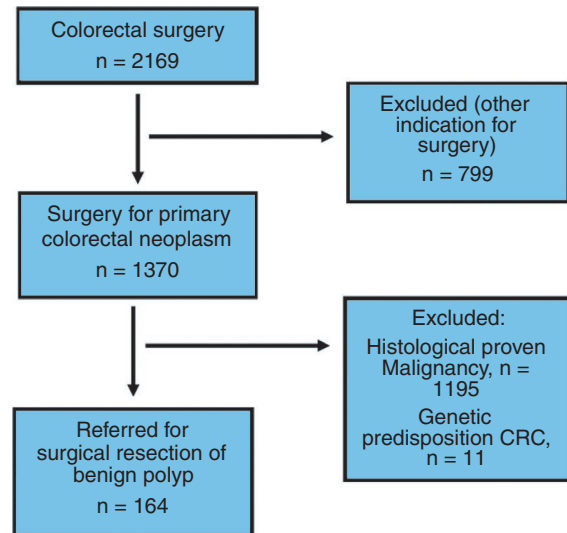 Colorectal surgery
n = 2169
Excluded (other
indication for
surgery)
n = 799
Surgery for primary
colorectal neoplasm
n = 1370
Excluded:
Histological proven
Malignancy, n =
1195
Genetic
predisposition CRC,
n = 11
Referred for
surgical resection of
benign polyp
n = 164